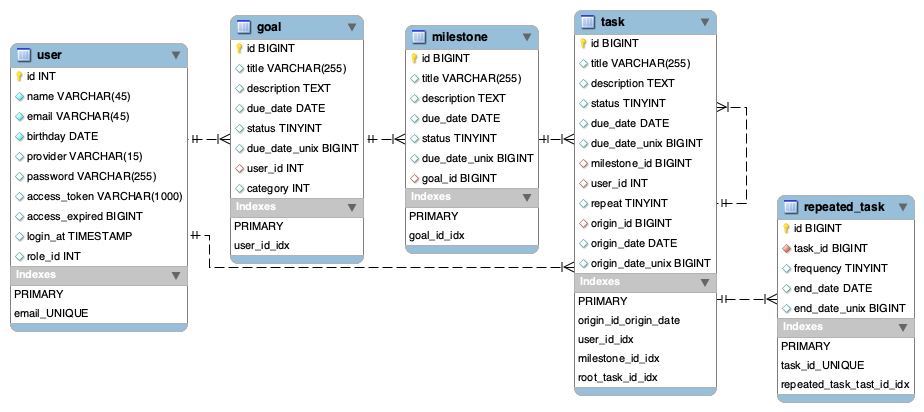 user
id INT
name VARCHAR(45)
email VARCHAR(45)
birthday DATE
provider VARCHAR(15)
password VARCHAR(255)
access_token VARCHAR(1000)
access_expired BIGINT
login_at TIMESTAMP
role_id INT
Indexes
PRIMARY
email_UNIQUE
goal
id BIGINT
title VARCHAR(255)
description TEXT
due_date DATE
status TINYINT
due_date_unix BIGINT
user_id INT
category INT
Indexes
PRIMARY
user_id_idx
milestone
id BIGINT
title VARCHAR(255)
description TEXT
due_date DATE
status TINYINT
due_date_unix BIGINT
goal_id BIGINT
Indexes
PRIMARY
goal_id_idx
task
id BIGINT
title VARCHAR(255)
description TEXT
status TINYINT
due_date DATE
due_date_unix BIGINT
milestone_id BIGINT
user_id INT
repeat TINYINT
origin_id BIGINT
origin_date DATE
origin_date_unix BIGINT
Indexes
PRIMARY
origin_id_origin_date
user_id_idx
milestone_id_idx
root_task_id_idx
repeated_task
id BIGINT
task_id BIGINT
frequency TINYINT
end_date DATE
end_date_unix BIGINT
Indexes
PRIMARY
task_id_UNIQUE
repeated_task_tast_id_idx